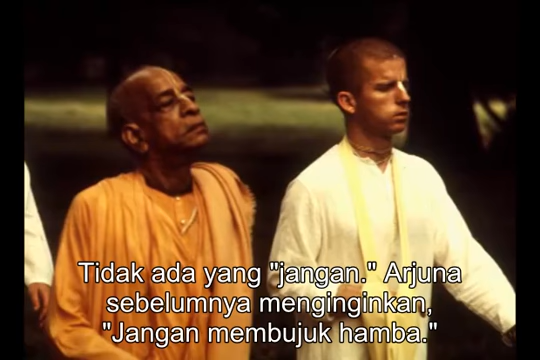 Tidak ada yang "jangan." Arjuna
sebelumnya menginginkan,
"Jangan membujuk hamba."